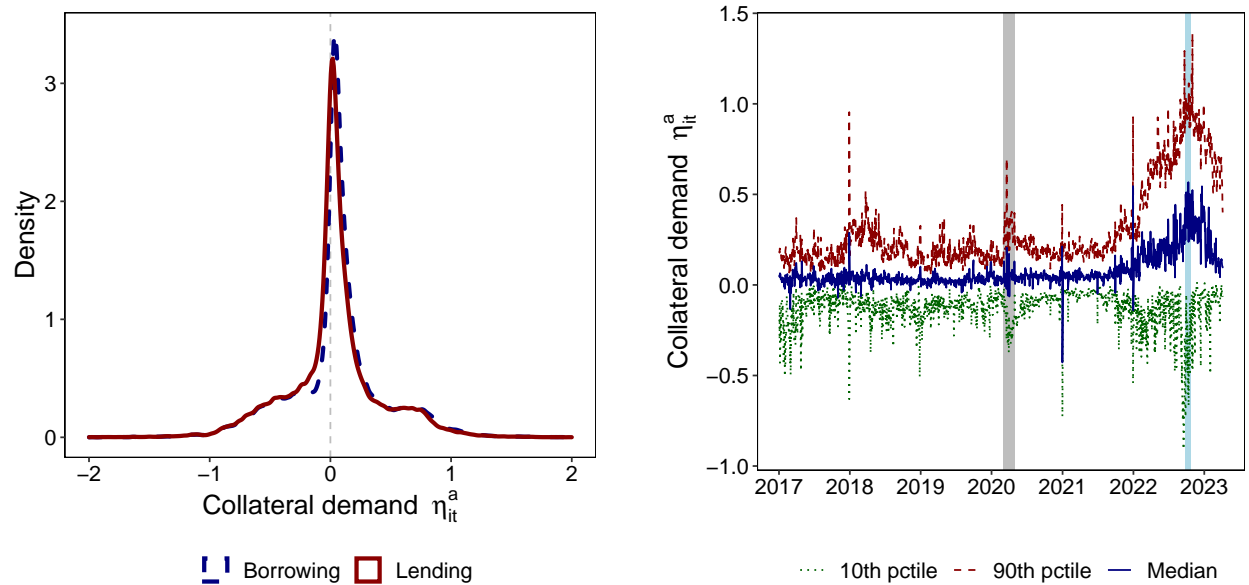 Density
3
2
1
0
−2
−1
0
1
2
Collateral demand η_it^a
Borrowing
Lending
Collateral demand η_it^a
1.5
1.0
0.5
0.0
−0.5
−1.0
2017
2018
2019
2020
2021
2022
2023
10th pctile
90th pctile
Median